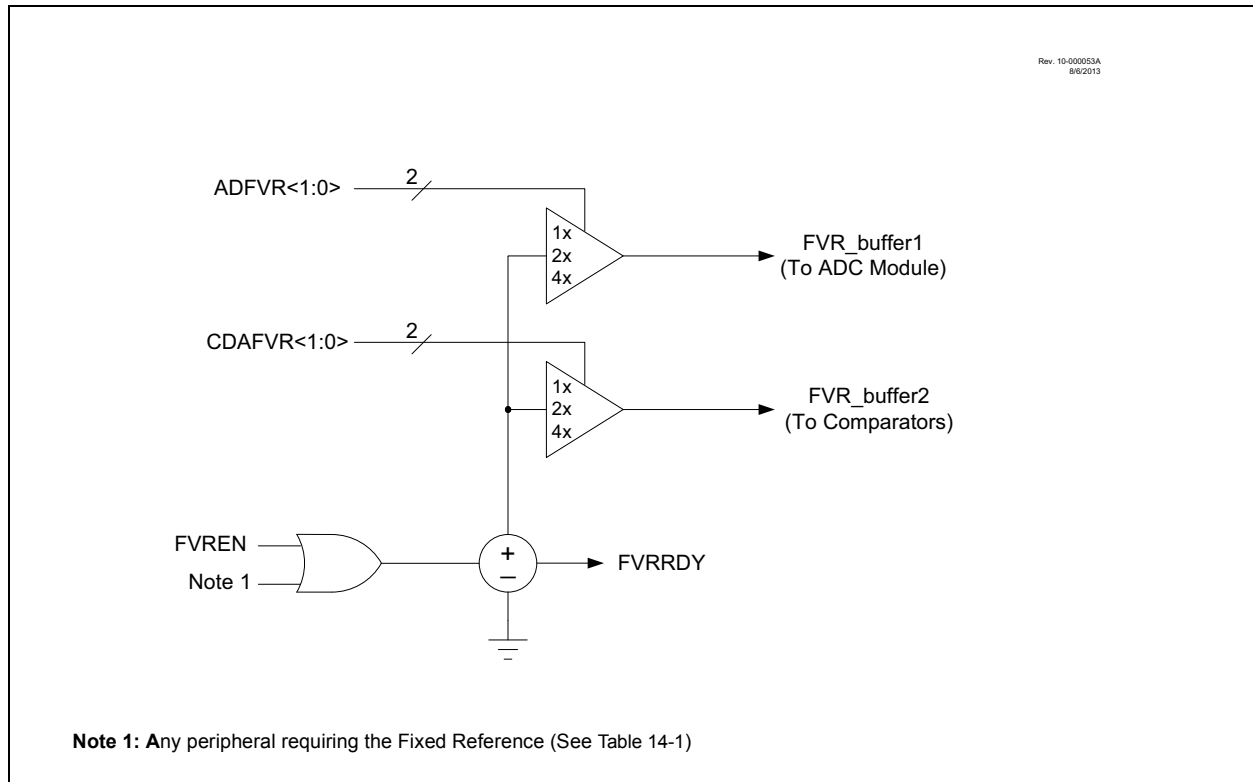 Rev. 10-000053A
8/6/2013
ADFVR<1:0>
2
1x
2x
4x
FVR_buffer1
(To ADC Module)
CDAFVR<1:0>
2
1x
2x
4x
FVR_buffer2
(To Comparators)
FVREN
Note 1
+
–
FVRRDY
Note 1: Any peripheral requiring the Fixed Reference (See Table 14-1)